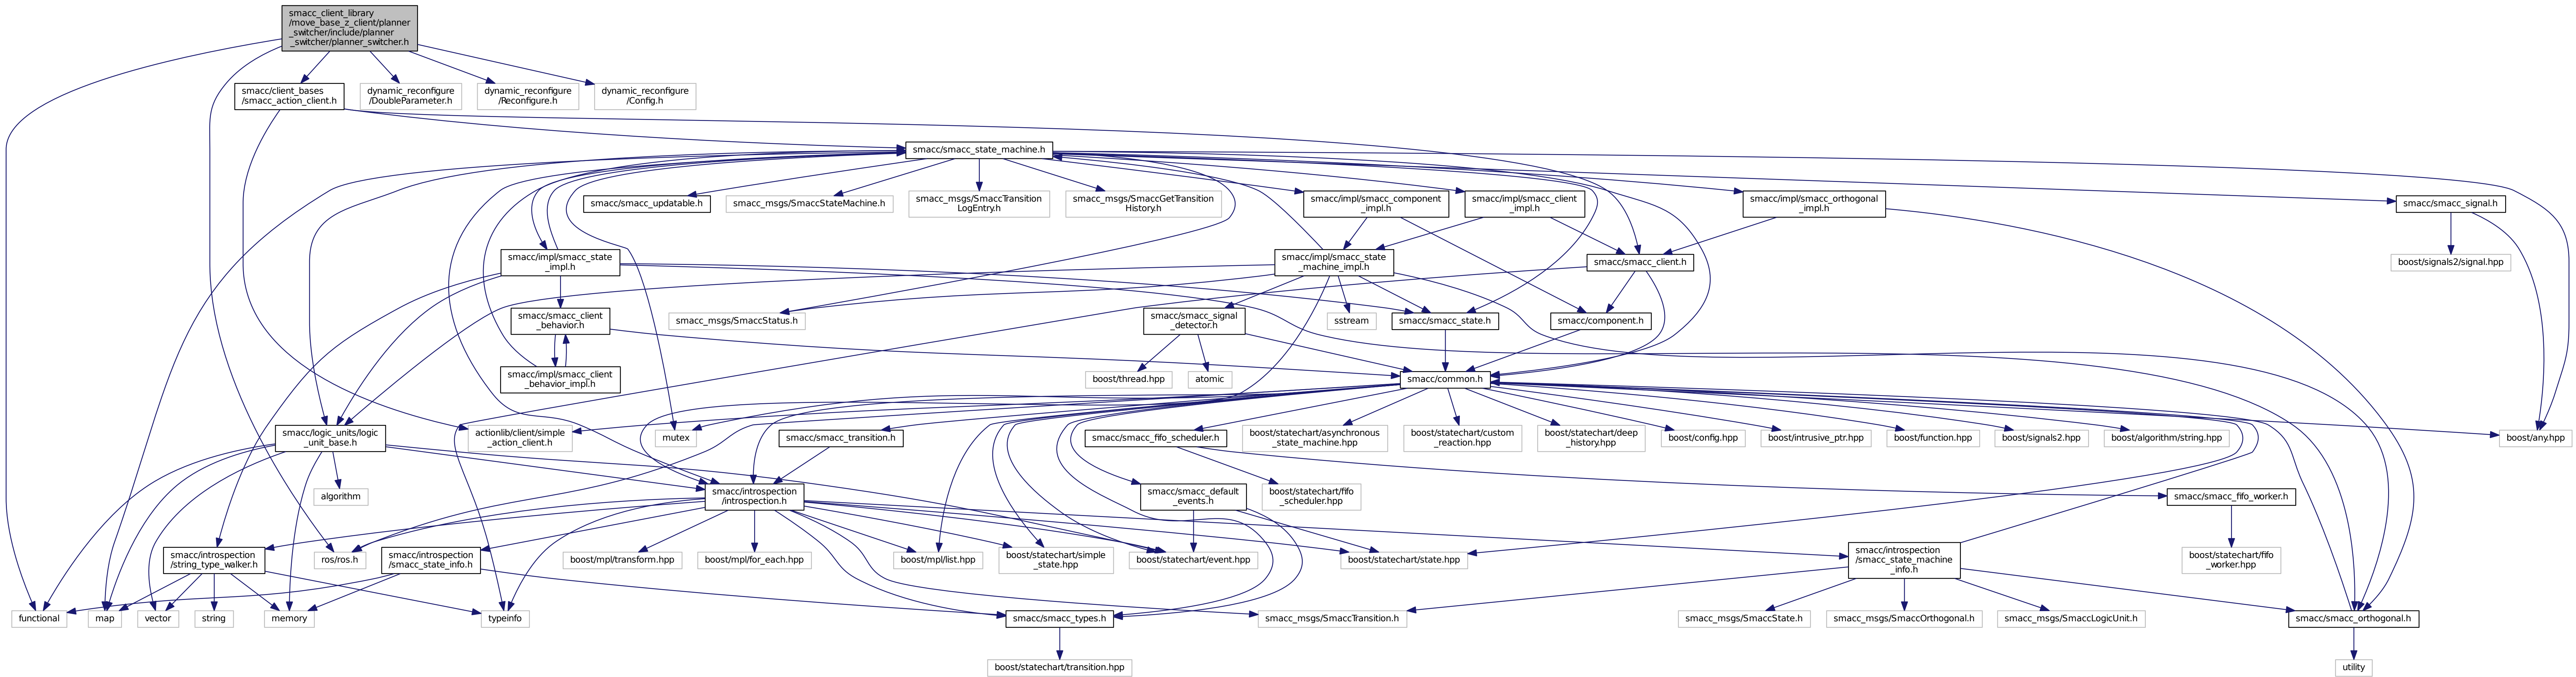 smacc_client_library
/move_base_z_client/planner
_switcher/include/planner
_switcher/planner_switcher.h
smacc/client_bases
/smacc_action_client.h
dynamic_reconfigure
/DoubleParameter.h
dynamic_reconfigure
/Reconfigure.h
dynamic_reconfigure
/Config.h
smacc/smacc_state_machine.h
smacc/smacc_updatable.h
smacc_msgs/SmaccStateMachine.h
smacc_msgs/SmaccTransition
LogEntry.h
smacc_msgs/SmaccGetTransition
History.h
smacc/impl/smacc_component
_impl.h
smacc/impl/smacc_client
_impl.h
smacc/impl/smacc_orthogonal
_impl.h
smacc/smacc_signal.h
smacc/impl/smacc_state
_impl.h
smacc/impl/smacc_state
_machine_impl.h
smacc/smacc_client.h
boost/signals2/signal.hpp
smacc/smacc_client
_behavior.h
smacc_msgs/SmaccStatus.h
smacc/smacc_signal
_detector.h
sstream
smacc/smacc_state.h
smacc/component.h
smacc/impl/smacc_client
_behavior_impl.h
boost/thread.hpp
atomic
smacc/common.h
smacc/logic_units/logic
_unit_base.h
actionlib/client/simple
_action_client.h
mutex
smacc/smacc_transition.h
smacc/smacc_fifo_scheduler.h
boost/statechart/asynchronous
_state_machine.hpp
boost/statechart/custom
_reaction.hpp
boost/statechart/deep
_history.hpp
boost/config.hpp
boost/intrusive_ptr.hpp
boost/function.hpp
boost/signals2.hpp
boost/algorithm/string.hpp
boost/any.hpp
algorithm
smacc/introspection
/introspection.h
smacc/smacc_default
_events.h
boost/statechart/fifo
_scheduler.hpp
smacc/smacc_fifo_worker.h
smacc/introspection
/string_type_walker.h
ros/ros.h
smacc/introspection
/smacc_state_info.h
boost/mpl/transform.hpp
boost/mpl/for_each.hpp
boost/mpl/list.hpp
boost/statechart/simple
_state.hpp
boost/statechart/event.hpp
boost/statechart/state.hpp
smacc/introspection
/smacc_state_machine
_info.h
boost/statechart/fifo
_worker.hpp
functional
map
vector
string
memory
typeinfo
smacc/smacc_types.h
smacc_msgs/SmaccTransition.h
smacc_msgs/SmaccState.h
smacc_msgs/SmaccOrthogonal.h
smacc_msgs/SmaccLogicUnit.h
smacc/smacc_orthogonal.h
boost/statechart/transition.hpp
utility